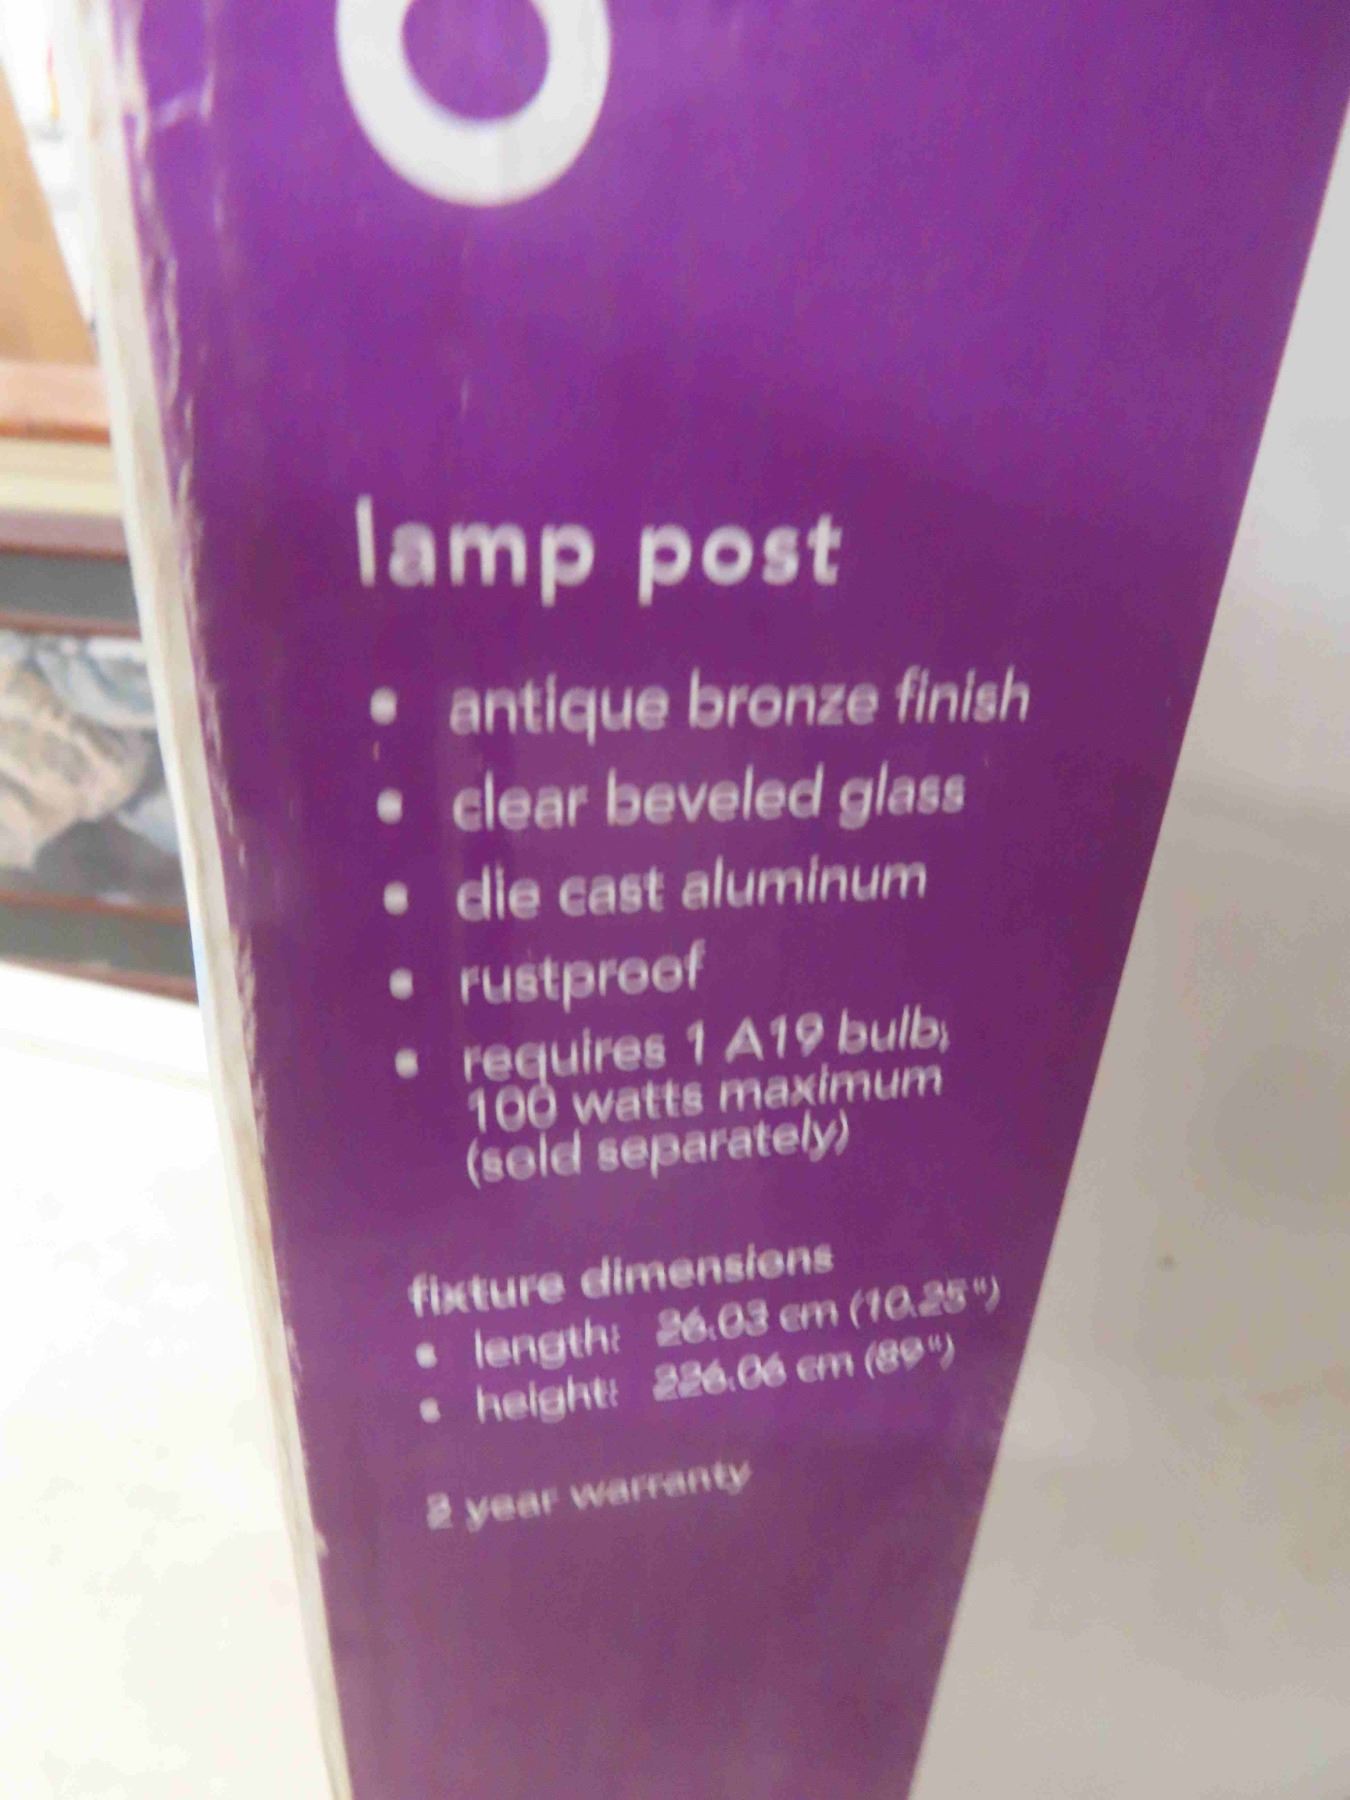 lamp post
• antique bronze finish
• clear beveled glass
• die cast aluminum
• rustproof
• requires 1 A19 bulb,
100 watts maximum
(sold separately)
fixture dimensions
• length: 26.03 cm (10.25")
• height: 226.06 cm (89")
2 year warranty